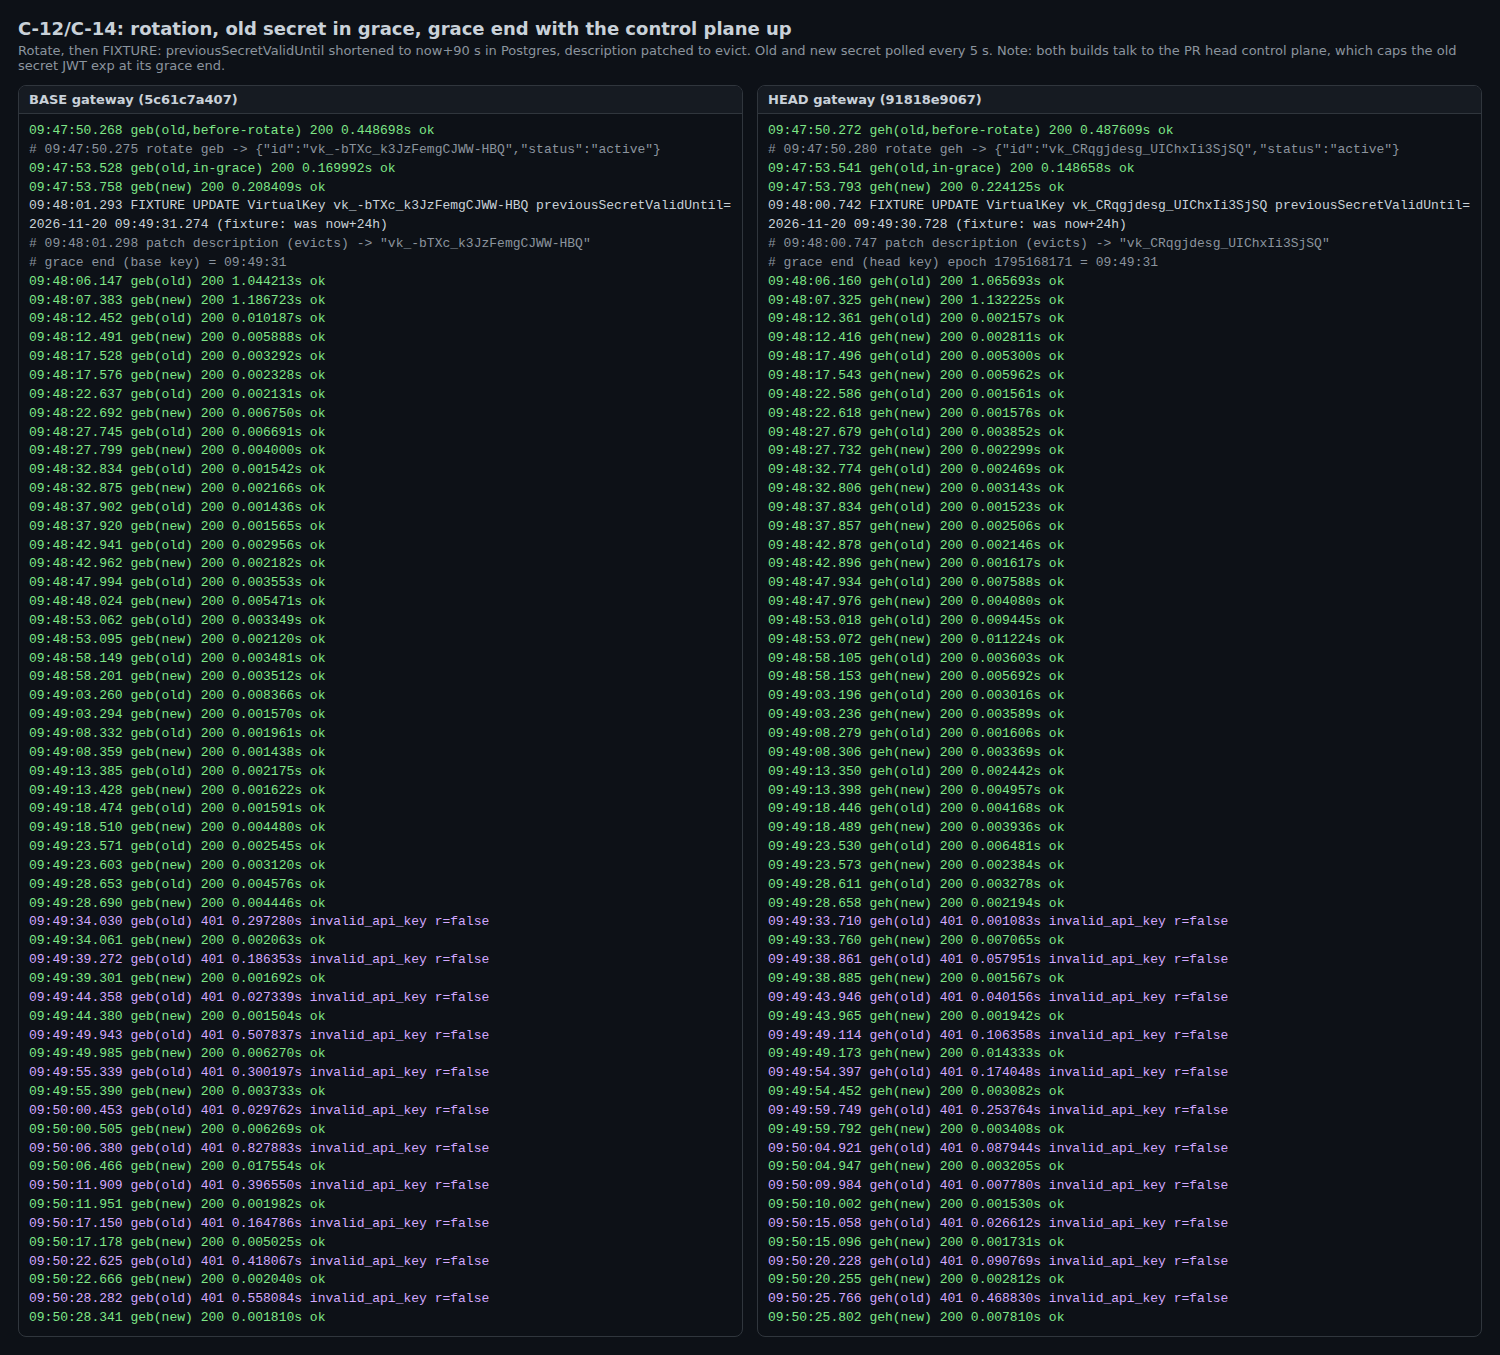 C-12/C-14: rotation, old secret in grace, grace end with the control plane up
Rotate, then FIXTURE: previousSecretValidUntil shortened to now+90 s in Postgres, description patched to evict. Old and new secret polled every 5 s. Note: both builds talk to the PR head control plane, which caps the old
secret JWT exp at its grace end.
BASE gateway (5c61c7a407)
09:47:50.268 geb(old,before-rotate) 200 0.448698s ok
# 09:47:50.275 rotate geb -> {"id":"vk_-bTXc_k3JzFemgCJWW-HBQ","status":"active"}
09:47:53.528 geb(old,in-grace) 200 0.169992s ok
09:47:53.758 geb(new) 200 0.208409s ok
09:48:01.293 FIXTURE UPDATE VirtualKey vk_-bTXc_k3JzFemgCJWW-HBQ previousSecretValidUntil=
2026-11-20 09:49:31.274 (fixture: was now+24h)
# 09:48:01.298 patch description (evicts) -> "vk_-bTXc_k3JzFemgCJWW-HBQ"
# grace end (base key) = 09:49:31
09:48:06.147 geb(old) 200 1.044213s ok
09:48:07.383 geb(new) 200 1.186723s ok
09:48:12.452 geb(old) 200 0.010187s ok
09:48:12.491 geb(new) 200 0.005888s ok
09:48:17.528 geb(old) 200 0.003292s ok
09:48:17.576 geb(new) 200 0.002328s ok
09:48:22.637 geb(old) 200 0.002131s ok
09:48:22.692 geb(new) 200 0.006750s ok
09:48:27.745 geb(old) 200 0.006691s ok
09:48:27.799 geb(new) 200 0.004000s ok
09:48:32.834 geb(old) 200 0.001542s ok
09:48:32.875 geb(new) 200 0.002166s ok
09:48:37.902 geb(old) 200 0.001436s ok
09:48:37.920 geb(new) 200 0.001565s ok
09:48:42.941 geb(old) 200 0.002956s ok
09:48:42.962 geb(new) 200 0.002182s ok
09:48:47.994 geb(old) 200 0.003553s ok
09:48:48.024 geb(new) 200 0.005471s ok
09:48:53.062 geb(old) 200 0.003349s ok
09:48:53.095 geb(new) 200 0.002120s ok
09:48:58.149 geb(old) 200 0.003481s ok
09:48:58.201 geb(new) 200 0.003512s ok
09:49:03.260 geb(old) 200 0.008366s ok
09:49:03.294 geb(new) 200 0.001570s ok
09:49:08.332 geb(old) 200 0.001961s ok
09:49:08.359 geb(new) 200 0.001438s ok
09:49:13.385 geb(old) 200 0.002175s ok
09:49:13.428 geb(new) 200 0.001622s ok
09:49:18.474 geb(old) 200 0.001591s ok
09:49:18.510 geb(new) 200 0.004480s ok
09:49:23.571 geb(old) 200 0.002545s ok
09:49:23.603 geb(new) 200 0.003120s ok
09:49:28.653 geb(old) 200 0.004576s ok
09:49:28.690 geb(new) 200 0.004446s ok
09:49:34.030 geb(old) 401 0.297280s invalid_api_key r=false
09:49:34.061 geb(new) 200 0.002063s ok
09:49:39.272 geb(old) 401 0.186353s invalid_api_key r=false
09:49:39.301 geb(new) 200 0.001692s ok
09:49:44.358 geb(old) 401 0.027339s invalid_api_key r=false
09:49:44.380 geb(new) 200 0.001504s ok
09:49:49.943 geb(old) 401 0.507837s invalid_api_key r=false
09:49:49.985 geb(new) 200 0.006270s ok
09:49:55.339 geb(old) 401 0.300197s invalid_api_key r=false
09:49:55.390 geb(new) 200 0.003733s ok
09:50:00.453 geb(old) 401 0.029762s invalid_api_key r=false
09:50:00.505 geb(new) 200 0.006269s ok
09:50:06.380 geb(old) 401 0.827883s invalid_api_key r=false
09:50:06.466 geb(new) 200 0.017554s ok
09:50:11.909 geb(old) 401 0.396550s invalid_api_key r=false
09:50:11.951 geb(new) 200 0.001982s ok
09:50:17.150 geb(old) 401 0.164786s invalid_api_key r=false
09:50:17.178 geb(new) 200 0.005025s ok
09:50:22.625 geb(old) 401 0.418067s invalid_api_key r=false
09:50:22.666 geb(new) 200 0.002040s ok
09:50:28.282 geb(old) 401 0.558084s invalid_api_key r=false
09:50:28.341 geb(new) 200 0.001810s ok
HEAD gateway (91818e9067)
09:47:50.272 geh(old,before-rotate) 200 0.487609s ok
# 09:47:50.280 rotate geh -> {"id":"vk_CRqgjdesg_UIChxIi3SjSQ","status":"active"}
09:47:53.541 geh(old,in-grace) 200 0.148658s ok
09:47:53.793 geh(new) 200 0.224125s ok
09:48:00.742 FIXTURE UPDATE VirtualKey vk_CRqgjdesg_UIChxIi3SjSQ previousSecretValidUntil=
2026-11-20 09:49:30.728 (fixture: was now+24h)
# 09:48:00.747 patch description (evicts) -> "vk_CRqgjdesg_UIChxIi3SjSQ"
# grace end (head key) epoch 1795168171 = 09:49:31
09:48:06.160 geh(old) 200 1.065693s ok
09:48:07.325 geh(new) 200 1.132225s ok
09:48:12.361 geh(old) 200 0.002157s ok
09:48:12.416 geh(new) 200 0.002811s ok
09:48:17.496 geh(old) 200 0.005300s ok
09:48:17.543 geh(new) 200 0.005962s ok
09:48:22.586 geh(old) 200 0.001561s ok
09:48:22.618 geh(new) 200 0.001576s ok
09:48:27.679 geh(old) 200 0.003852s ok
09:48:27.732 geh(new) 200 0.002299s ok
09:48:32.774 geh(old) 200 0.002469s ok
09:48:32.806 geh(new) 200 0.003143s ok
09:48:37.834 geh(old) 200 0.001523s ok
09:48:37.857 geh(new) 200 0.002506s ok
09:48:42.878 geh(old) 200 0.002146s ok
09:48:42.896 geh(new) 200 0.001617s ok
09:48:47.934 geh(old) 200 0.007588s ok
09:48:47.976 geh(new) 200 0.004080s ok
09:48:53.018 geh(old) 200 0.009445s ok
09:48:53.072 geh(new) 200 0.011224s ok
09:48:58.105 geh(old) 200 0.003603s ok
09:48:58.153 geh(new) 200 0.005692s ok
09:49:03.196 geh(old) 200 0.003016s ok
09:49:03.236 geh(new) 200 0.003589s ok
09:49:08.279 geh(old) 200 0.001606s ok
09:49:08.306 geh(new) 200 0.003369s ok
09:49:13.350 geh(old) 200 0.002442s ok
09:49:13.398 geh(new) 200 0.004957s ok
09:49:18.446 geh(old) 200 0.004168s ok
09:49:18.489 geh(new) 200 0.003936s ok
09:49:23.530 geh(old) 200 0.006481s ok
09:49:23.573 geh(new) 200 0.002384s ok
09:49:28.611 geh(old) 200 0.003278s ok
09:49:28.658 geh(new) 200 0.002194s ok
09:49:33.710 geh(old) 401 0.001083s invalid_api_key r=false
09:49:33.760 geh(new) 200 0.007065s ok
09:49:38.861 geh(old) 401 0.057951s invalid_api_key r=false
09:49:38.885 geh(new) 200 0.001567s ok
09:49:43.946 geh(old) 401 0.040156s invalid_api_key r=false
09:49:43.965 geh(new) 200 0.001942s ok
09:49:49.114 geh(old) 401 0.106358s invalid_api_key r=false
09:49:49.173 geh(new) 200 0.014333s ok
09:49:54.397 geh(old) 401 0.174048s invalid_api_key r=false
09:49:54.452 geh(new) 200 0.003082s ok
09:49:59.749 geh(old) 401 0.253764s invalid_api_key r=false
09:49:59.792 geh(new) 200 0.003408s ok
09:50:04.921 geh(old) 401 0.087944s invalid_api_key r=false
09:50:04.947 geh(new) 200 0.003205s ok
09:50:09.984 geh(old) 401 0.007780s invalid_api_key r=false
09:50:10.002 geh(new) 200 0.001530s ok
09:50:15.058 geh(old) 401 0.026612s invalid_api_key r=false
09:50:15.096 geh(new) 200 0.001731s ok
09:50:20.228 geh(old) 401 0.090769s invalid_api_key r=false
09:50:20.255 geh(new) 200 0.002812s ok
09:50:25.766 geh(old) 401 0.468830s invalid_api_key r=false
09:50:25.802 geh(new) 200 0.007810s ok